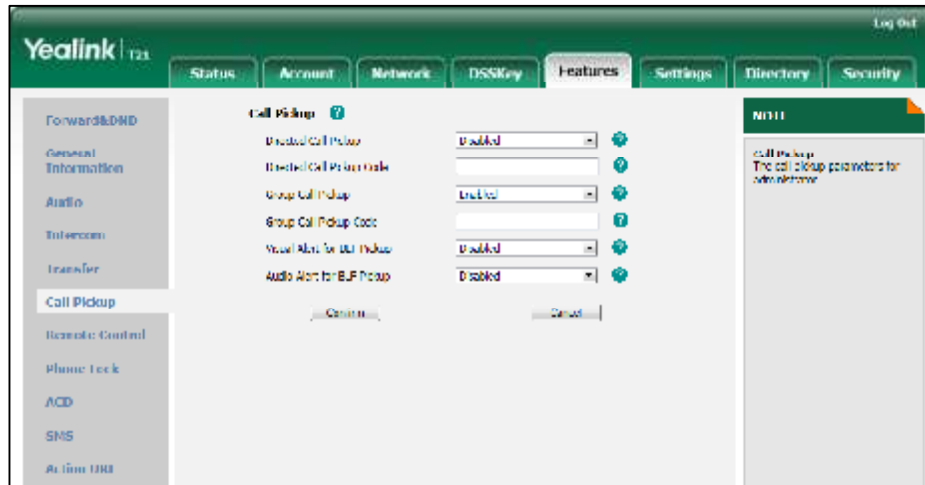 Log Out
Yealink T21
Status Account Network DSSKey Features Settings Directory Security
Forward&DND
General Information
Audio
Intercom
Transfer
Call Pickup
Remote Control
Phone Lock
ACD
SMS
Action URL
Call Pickup ?
Directed Call Pickup Disabled ?
Directed Call Pickup Code ?
Group Call Pickup Enabled ?
Group Call Pickup Code ?
Visual Alert for BLF Pickup Disabled ?
Audio Alert for BLF Pickup Disabled ?
Confirm Cancel
NOTE
Call Pickup
The call pickup parameters for
administrator